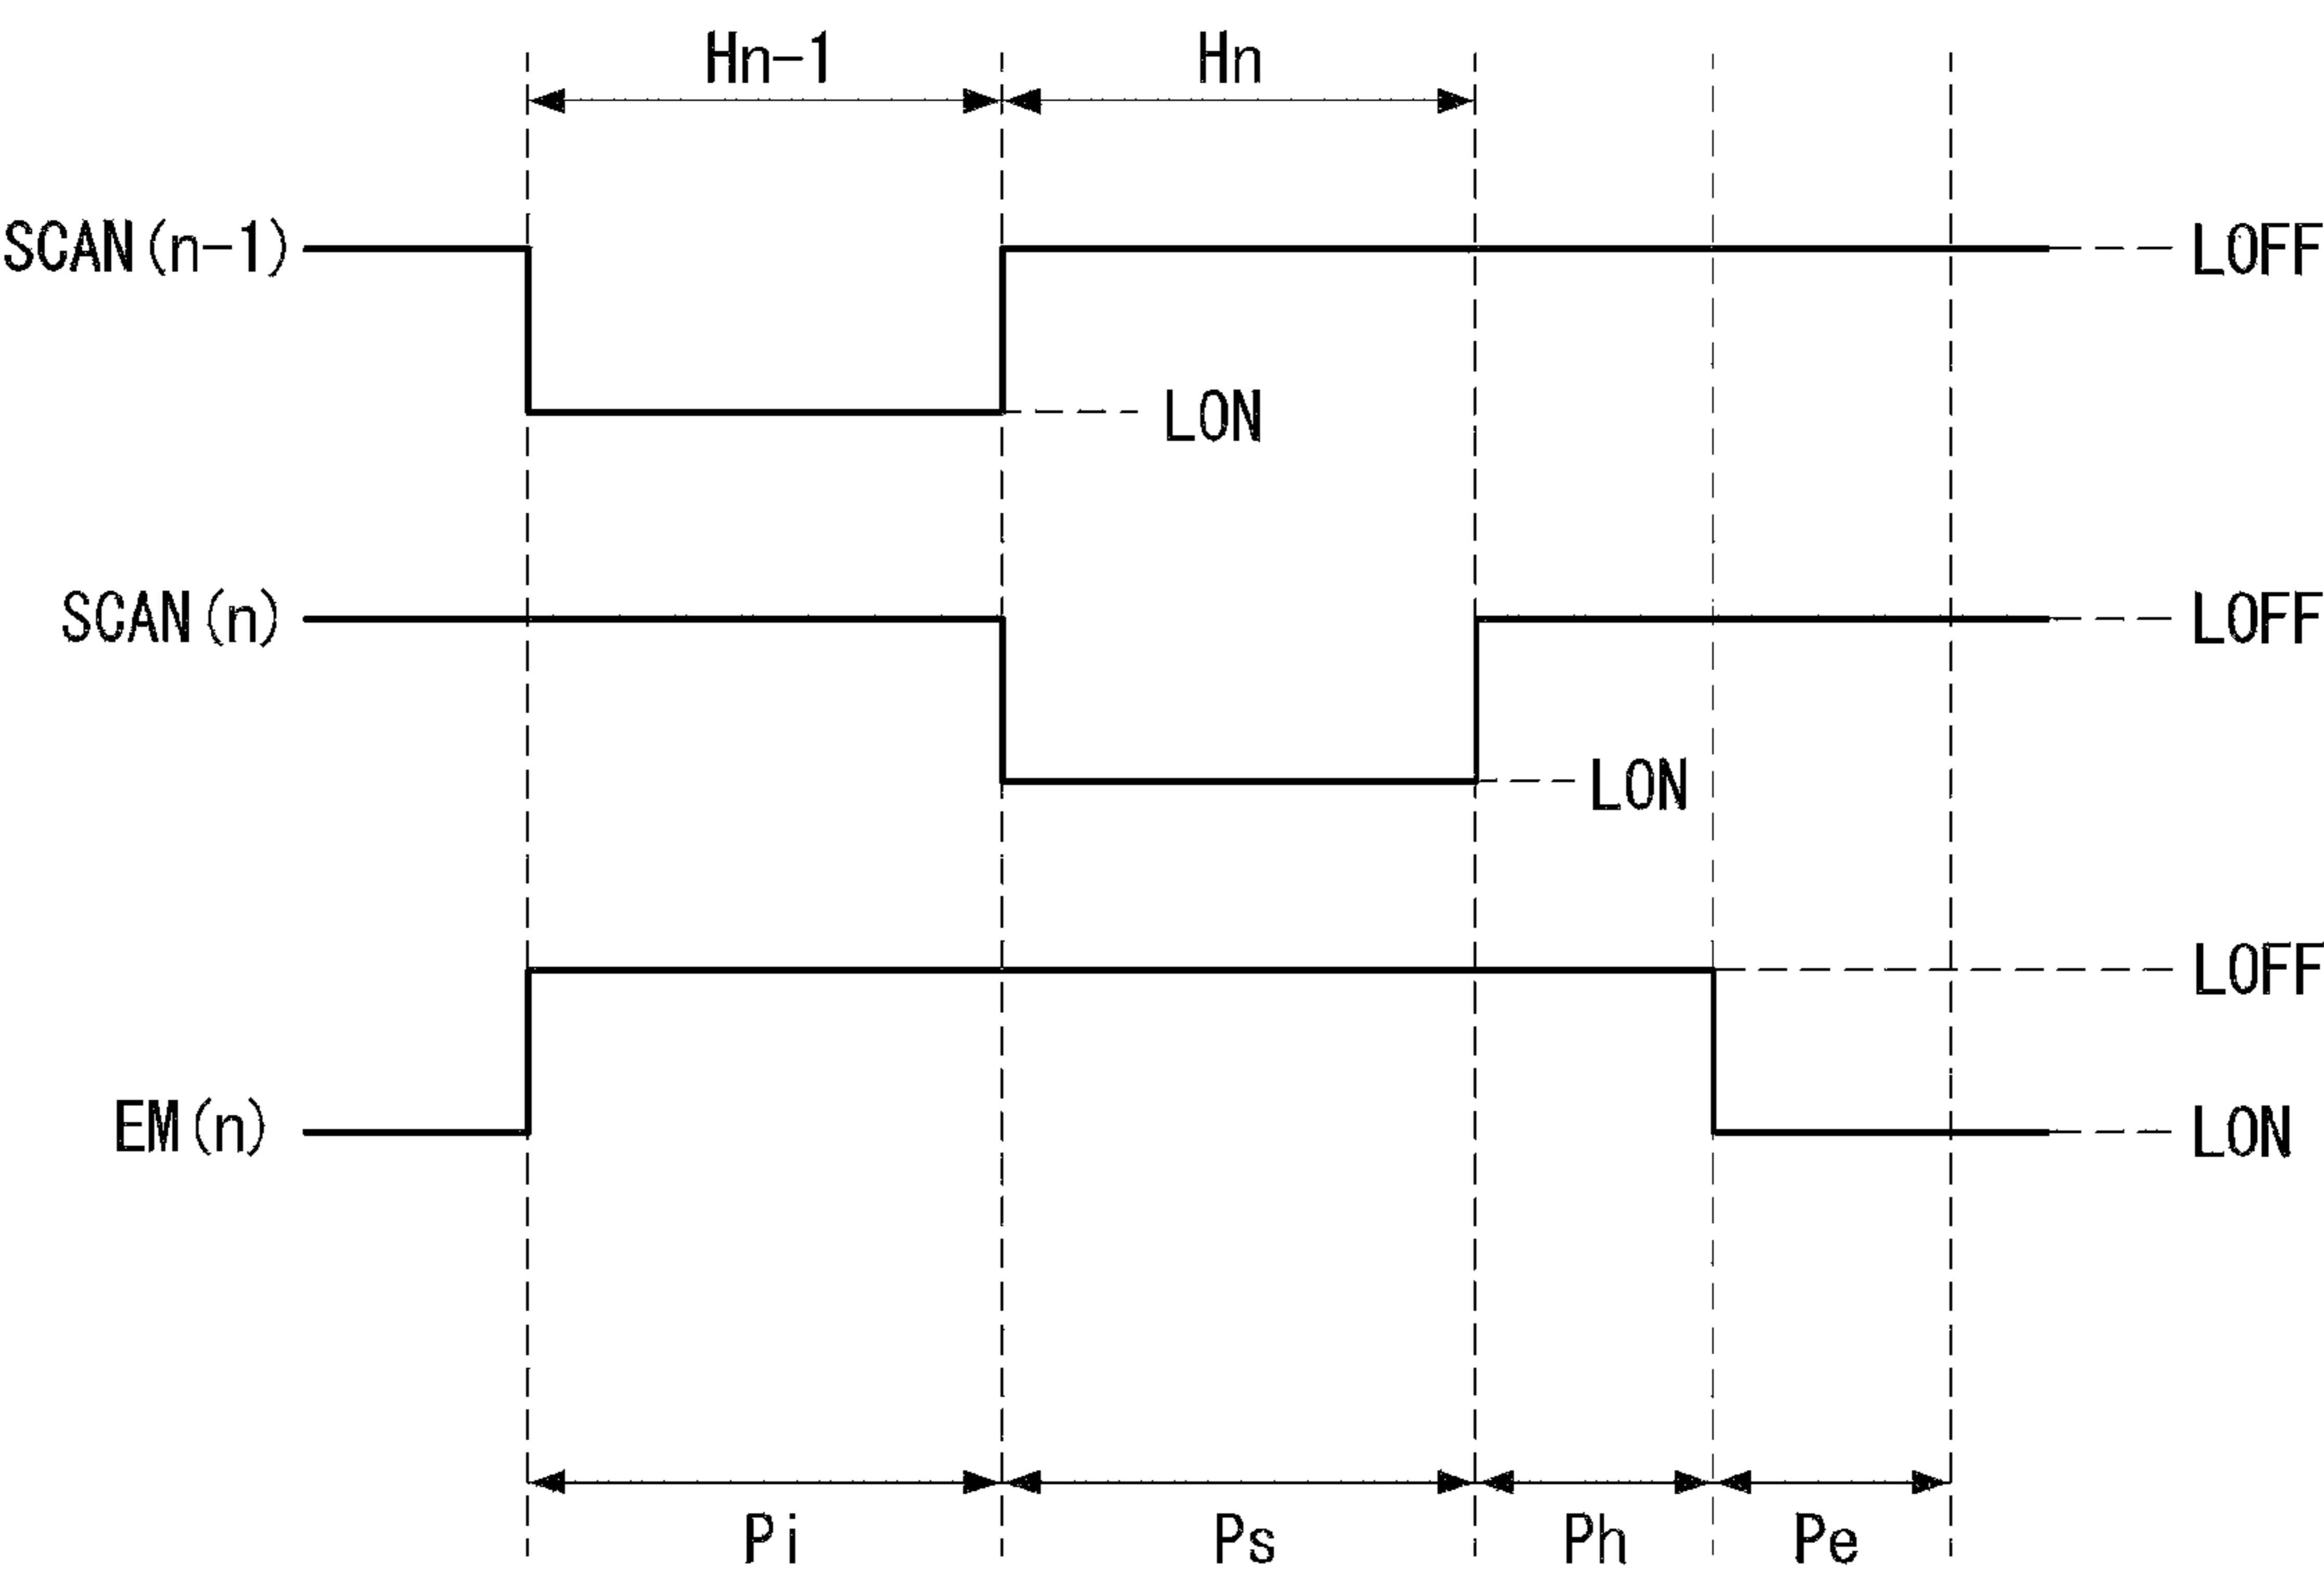 Hn-1 Hn
SCAN(n-1) LOFF
LON
SCAN(n) LOFF
LON
LOFF
EM(n) LON
Pi Ps Ph Pe